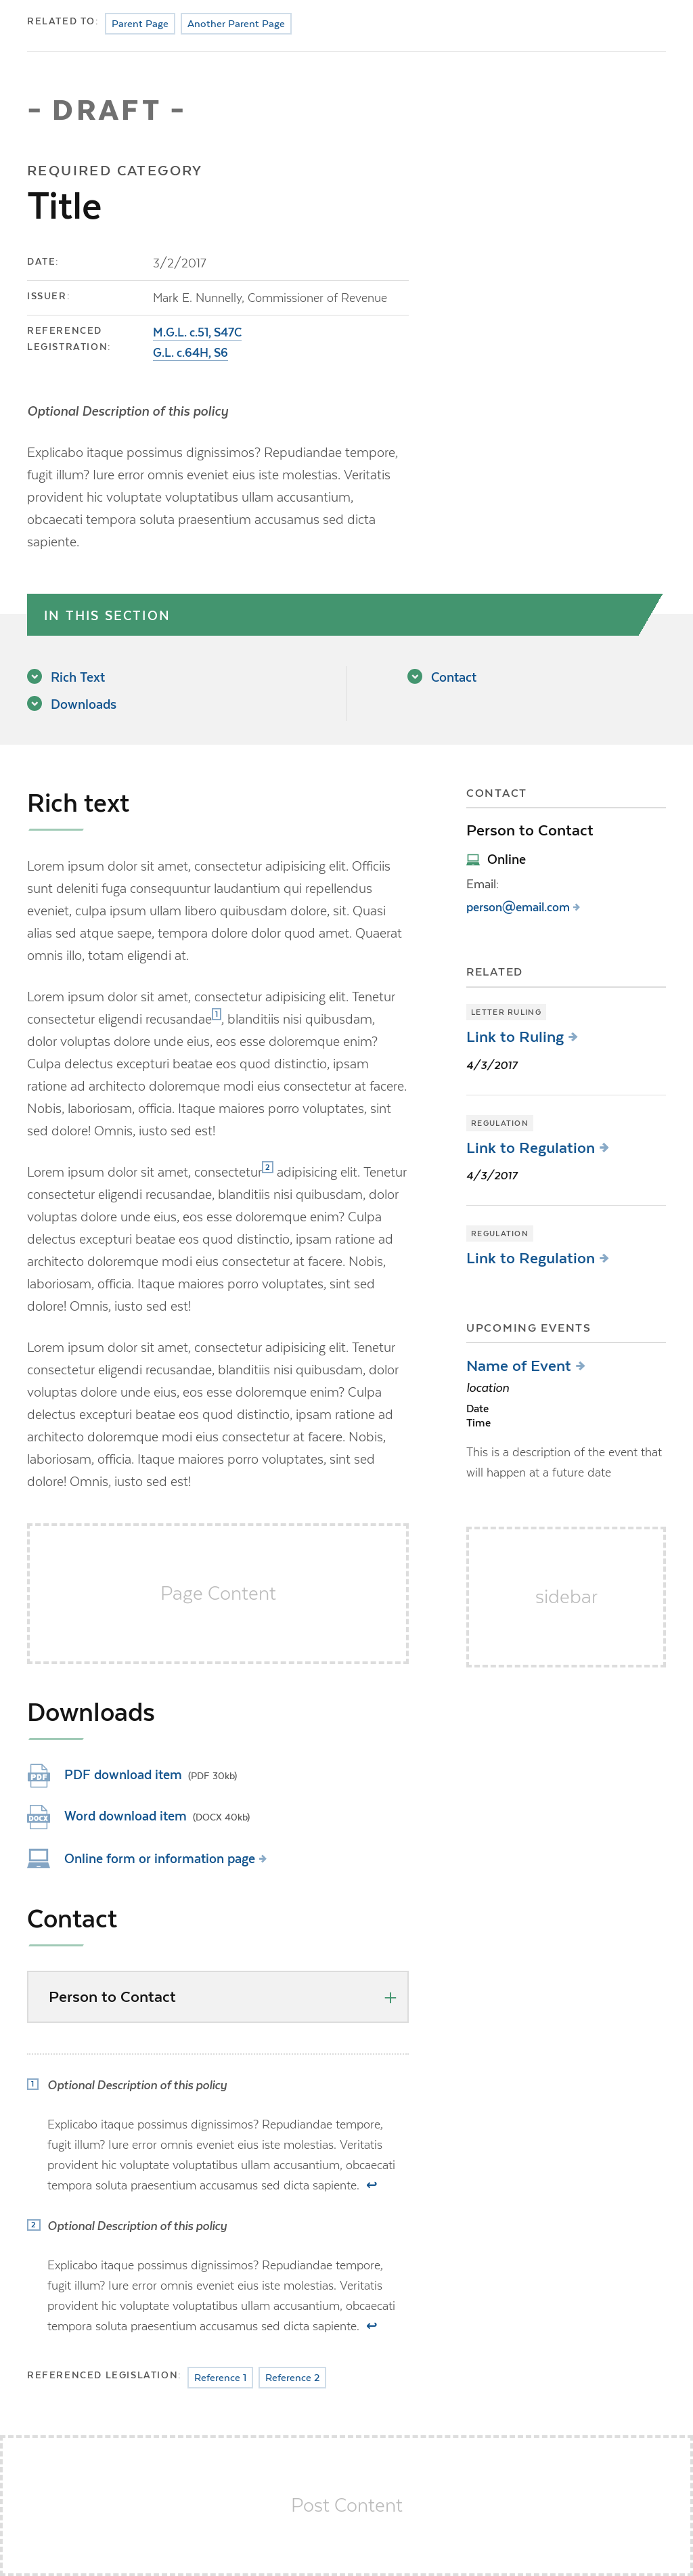 RELATED TO: Parent Page Another Parent Page
- DRAFT -
REQUIRED CATEGORY
Title
DATE: 3/2/2017
ISSUER: Mark E. Nunnelly, Commissioner of Revenue
REFERENCED LEGISTRATION: M.G.L. c.51, S47C
G.L. c.64H, S6
Optional Description of this policy
Explicabo itaque possimus dignissimos? Repudiandae tempore,
fugit illum? Iure error omnis eveniet eius iste molestias. Veritatis
provident hic voluptate voluptatibus ullam accusantium,
obcaecati tempora soluta praesentium accusamus sed dicta
sapiente.
IN THIS SECTION
Rich Text
Downloads
Contact
Rich text
Lorem ipsum dolor sit amet, consectetur adipisicing elit. Officiis
sunt deleniti fuga consequuntur laudantium qui repellendus
eveniet, culpa ipsum ullam libero quibusdam dolore, sit. Quasi
alias sed atque saepe, tempora dolore dolor quod amet. Quaerat
omnis illo, totam eligendi at.
Lorem ipsum dolor sit amet, consectetur adipisicing elit. Tenetur
consectetur eligendi recusandae1, blanditiis nisi quibusdam,
dolor voluptas dolore unde eius, eos esse doloremque enim?
Culpa delectus excepturi beatae eos quod distinctio, ipsam
ratione ad architecto doloremque modi eius consectetur at facere.
Nobis, laboriosam, officia. Itaque maiores porro voluptates, sint
sed dolore! Omnis, iusto sed est!
Lorem ipsum dolor sit amet, consectetur2 adipisicing elit. Tenetur
consectetur eligendi recusandae, blanditiis nisi quibusdam, dolor
voluptas dolore unde eius, eos esse doloremque enim? Culpa
delectus excepturi beatae eos quod distinctio, ipsam ratione ad
architecto doloremque modi eius consectetur at facere. Nobis,
laboriosam, officia. Itaque maiores porro voluptates, sint sed
dolore! Omnis, iusto sed est!
Lorem ipsum dolor sit amet, consectetur adipisicing elit. Tenetur
consectetur eligendi recusandae, blanditiis nisi quibusdam, dolor
voluptas dolore unde eius, eos esse doloremque enim? Culpa
delectus excepturi beatae eos quod distinctio, ipsam ratione ad
architecto doloremque modi eius consectetur at facere. Nobis,
laboriosam, officia. Itaque maiores porro voluptates, sint sed
dolore! Omnis, iusto sed est!
Page Content
Downloads
PDF PDF download item (PDF 30kb)
DOCX Word download item (DOCX 40kb)
Online form or information page
Contact
Person to Contact +
1 Optional Description of this policy
Explicabo itaque possimus dignissimos? Repudiandae tempore,
fugit illum? Iure error omnis eveniet eius iste molestias. Veritatis
provident hic voluptate voluptatibus ullam accusantium, obcaecati
tempora soluta praesentium accusamus sed dicta sapiente. ↩
2 Optional Description of this policy
Explicabo itaque possimus dignissimos? Repudiandae tempore,
fugit illum? Iure error omnis eveniet eius iste molestias. Veritatis
provident hic voluptate voluptatibus ullam accusantium, obcaecati
tempora soluta praesentium accusamus sed dicta sapiente. ↩
REFERENCED LEGISLATION: Reference 1 Reference 2
CONTACT
Person to Contact
Online
Email:
person@email.com
RELATED
LETTER RULING
Link to Ruling
4/3/2017
REGULATION
Link to Regulation
4/3/2017
REGULATION
Link to Regulation
UPCOMING EVENTS
Name of Event
location
Date
Time
This is a description of the event that
will happen at a future date
sidebar
Post Content